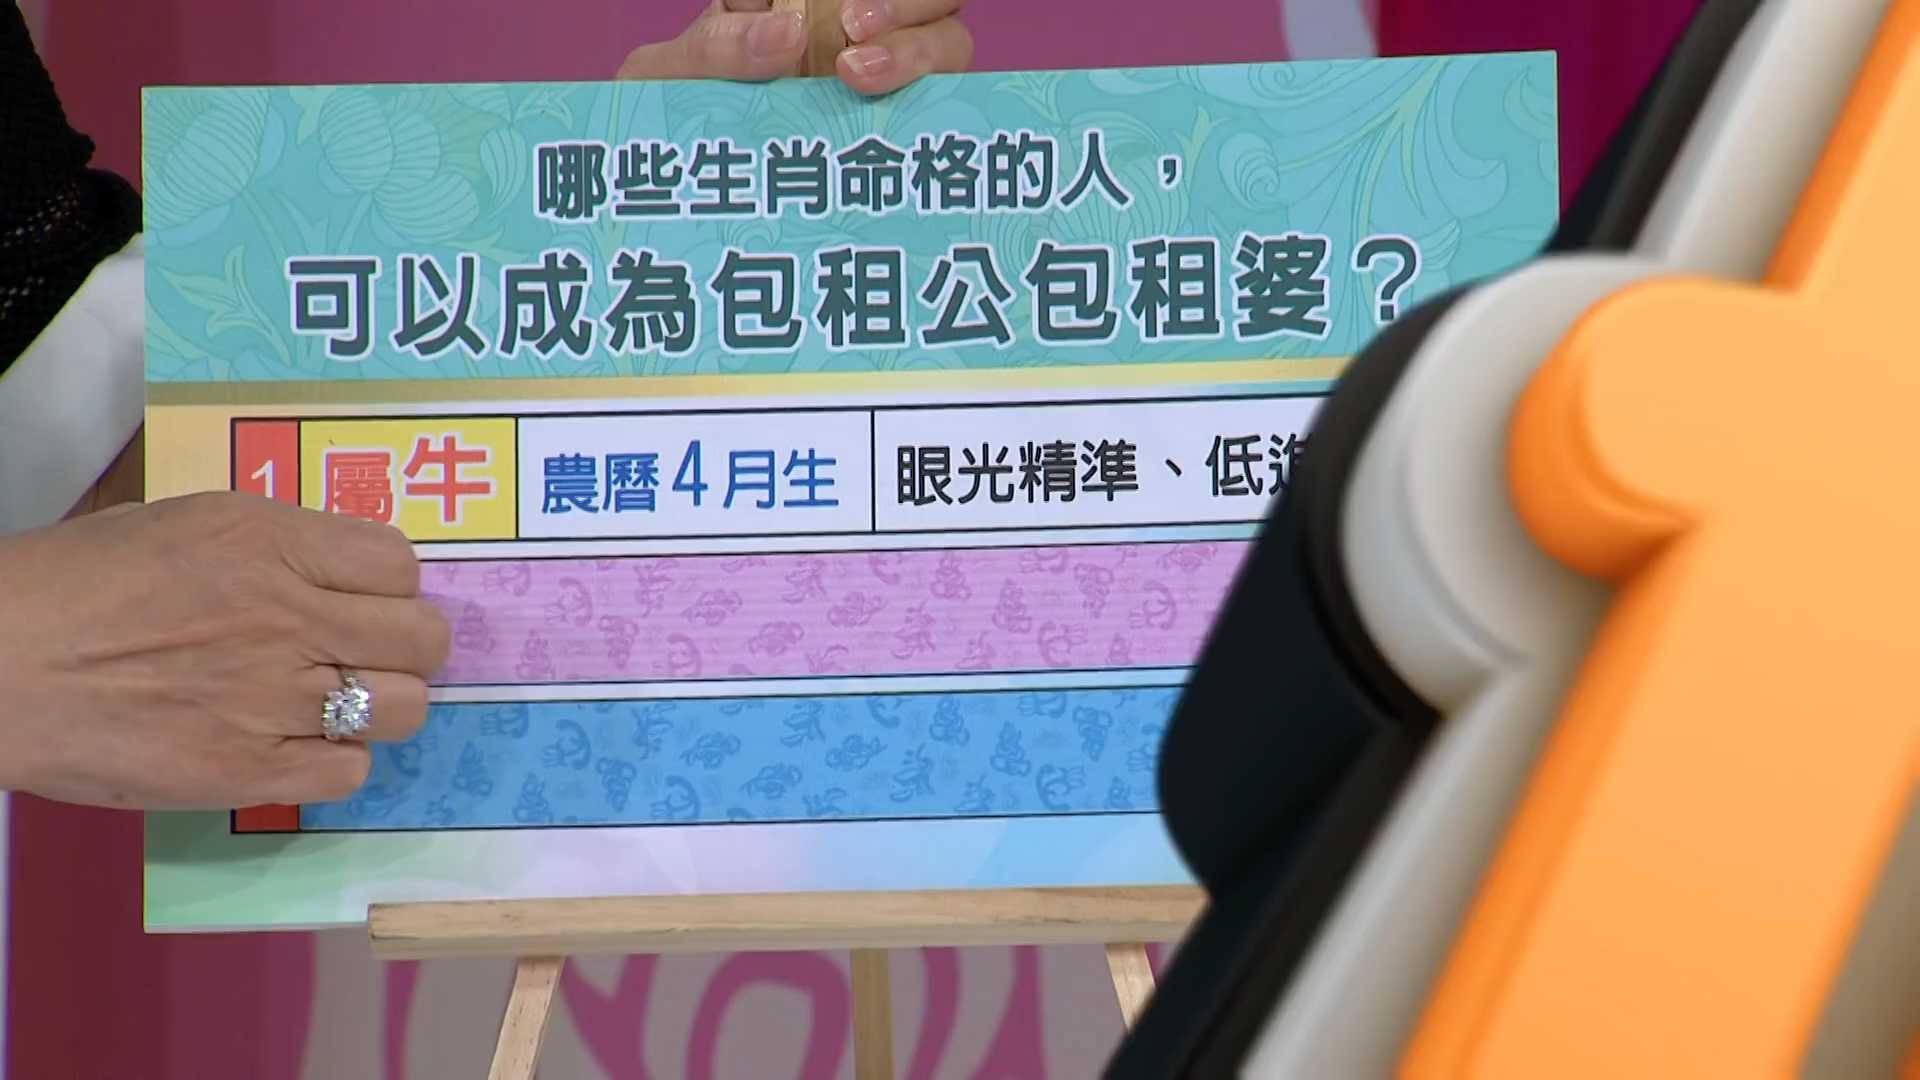 哪些生肖命格的人，
可以成為包租公包租婆？
1 屬牛 農曆4月生 眼光精準、低進